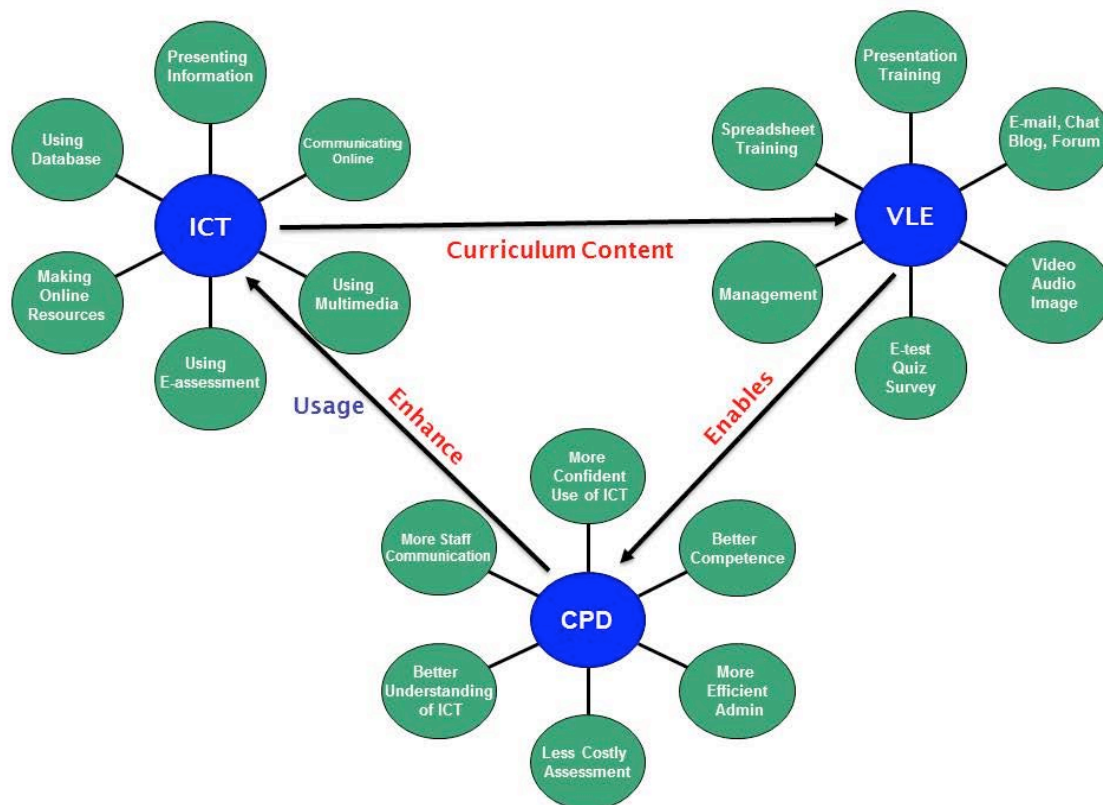 Presenting
Information
Using
Database
Communicating
Online
ICT
Making
Online
Resources
Using
Multimedia
Using
E-assessment
Curriculum Content
Presentation
Training
Spreadsheet
Training
E-mail, Chat
Blog, Forum
VLE
Management
Video
Audio
Image
E-test
Quiz
Survey
Usage
Enhance
Enables
More
Confident
Use of ICT
More Staff
Communication
Better
Competence
CPD
Better
Understanding
of ICT
More
Efficient
Admin
Less Costly
Assessment